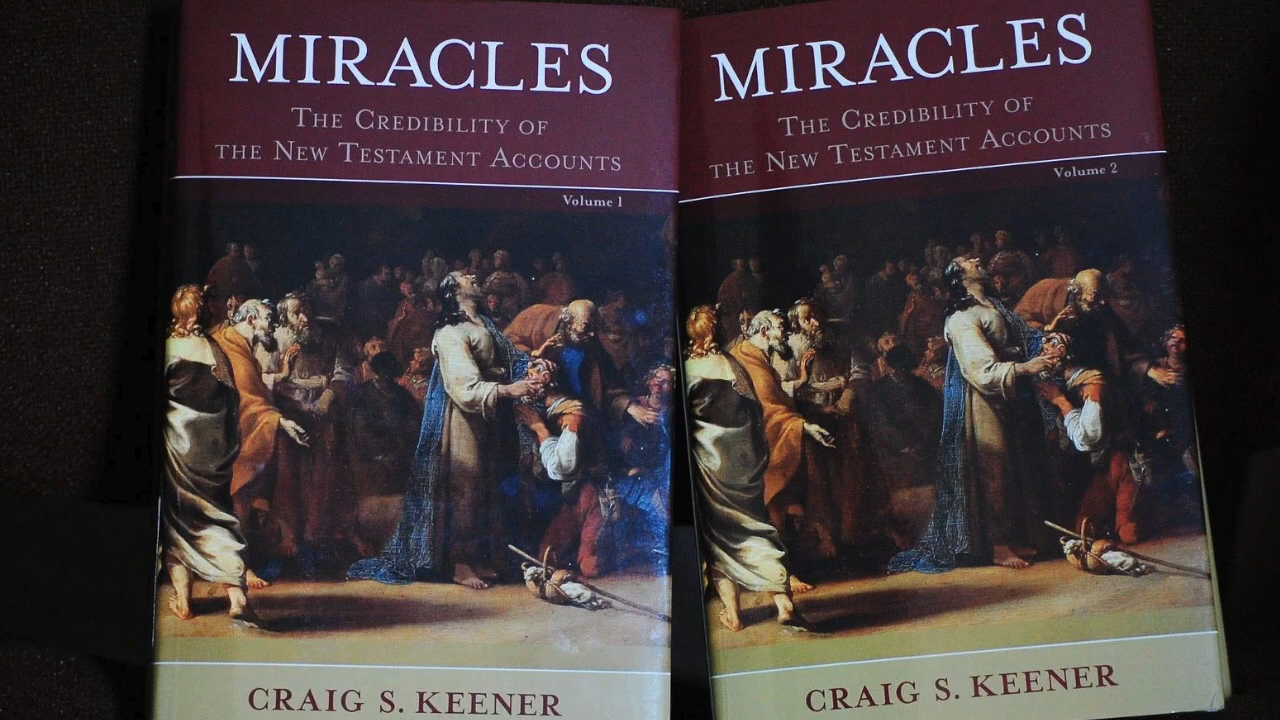 MIRACLES
THE CREDIBILITY OF
THE NEW TESTAMENT ACCOUNTS
Volume 1
CRAIG S. KEENER
MIRACLES
THE CREDIBILITY OF
THE NEW TESTAMENT ACCOUNTS
Volume 2
CRAIG S. KEENER